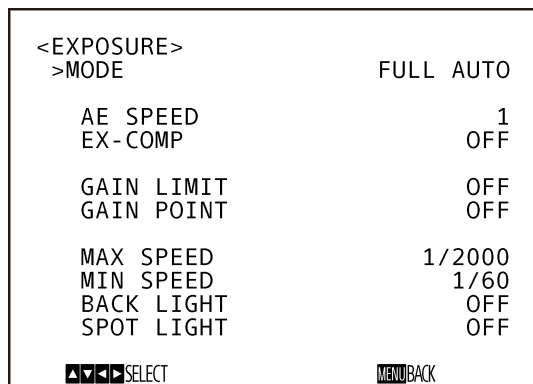 <EXPOSURE>
>MODE FULL AUTO
AE SPEED 1
EX-COMP OFF
GAIN LIMIT OFF
GAIN POINT OFF
MAX SPEED 1/2000
MIN SPEED 1/60
BACK LIGHT OFF
SPOT LIGHT OFF
▲▼◀▶SELECT MENU BACK